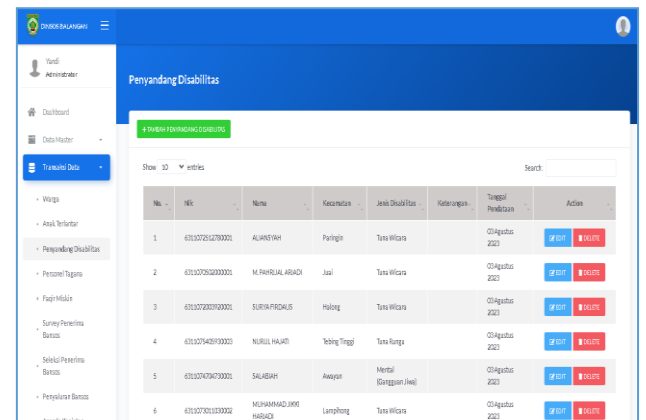 DINSOS BALANGAN
Yandi
Administrator
Penyandang Disabilitas
Dashboard
Data Master
Transaksi Data
Warga
Anak Terlantar
Penyandang Disabilitas
Personel Tagana
Faqir Miskin
Survey Penerima
Bansos
Seleksi Penerima
Bansos
Penyaluran Bansos
+ TAMBAH PENYANDANG DISABILITAS
Show 10 entries
Search:
No. Nik Nama Kecamatan Jenis Disabilitas Keterangan Tanggal Pendataan Action
1 6311072512780001 ALIANSYAH Paringin Tuna Wicara 03 Agustus 2023 EDIT DELETE
2 6311070502000001 M. PAHRIJAL ARIADI Juai Tuna Wicara 03 Agustus 2023 EDIT DELETE
3 6311072003920001 SURYA FIRDAUS Halong Tuna Wicara 03 Agustus 2023 EDIT DELETE
4 6311075405930003 NURUL HAJATI Tebing Tinggi Tuna Rungu 03 Agustus 2023 EDIT DELETE
5 6311074704730001 SALABIAH Awayan Mental (Gangguan Jiwa) 03 Agustus 2023 EDIT DELETE
6 6311073011030002 MUHAMMAD JIKKI HARIADI Lampihong Tuna Wicara 03 Agustus 2023 EDIT DELETE